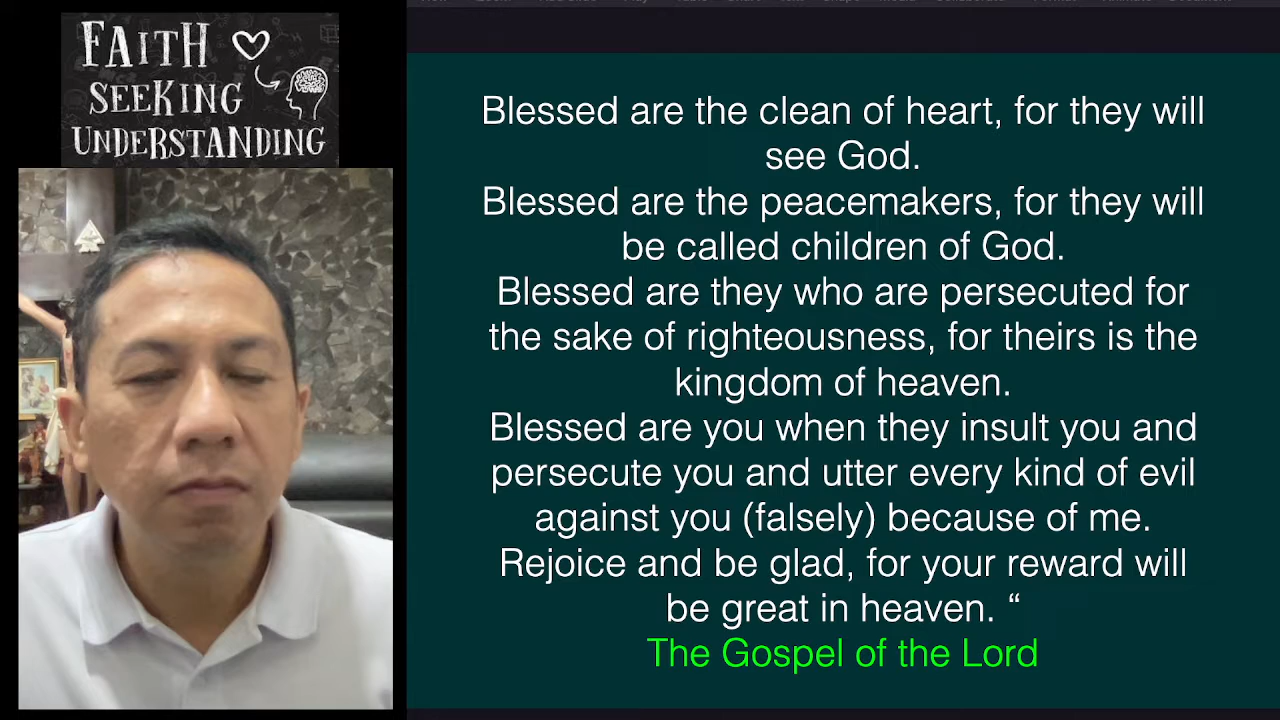 FAITH
SEEKING
UNDERSTANDING
Blessed are the clean of heart, for they will
see God.
Blessed are the peacemakers, for they will
be called children of God.
Blessed are they who are persecuted for
the sake of righteousness, for theirs is the
kingdom of heaven.
Blessed are you when they insult you and
persecute you and utter every kind of evil
against you (falsely) because of me.
Rejoice and be glad, for your reward will
be great in heaven. “
The Gospel of the Lord